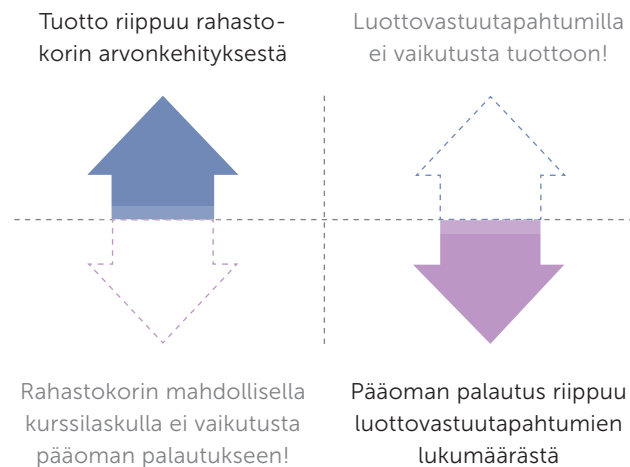 Tuotto riippuu rahasto-
korin arvonkehityksestä
Luottovastuutapahtumilla
ei vaikutusta tuottoon!
Rahastokorin mahdollisella
kurssilaskulla ei vaikutusta
pääoman palautukseen!
Pääoman palautus riippuu
luottovastuutapahtumien
lukumäärästä